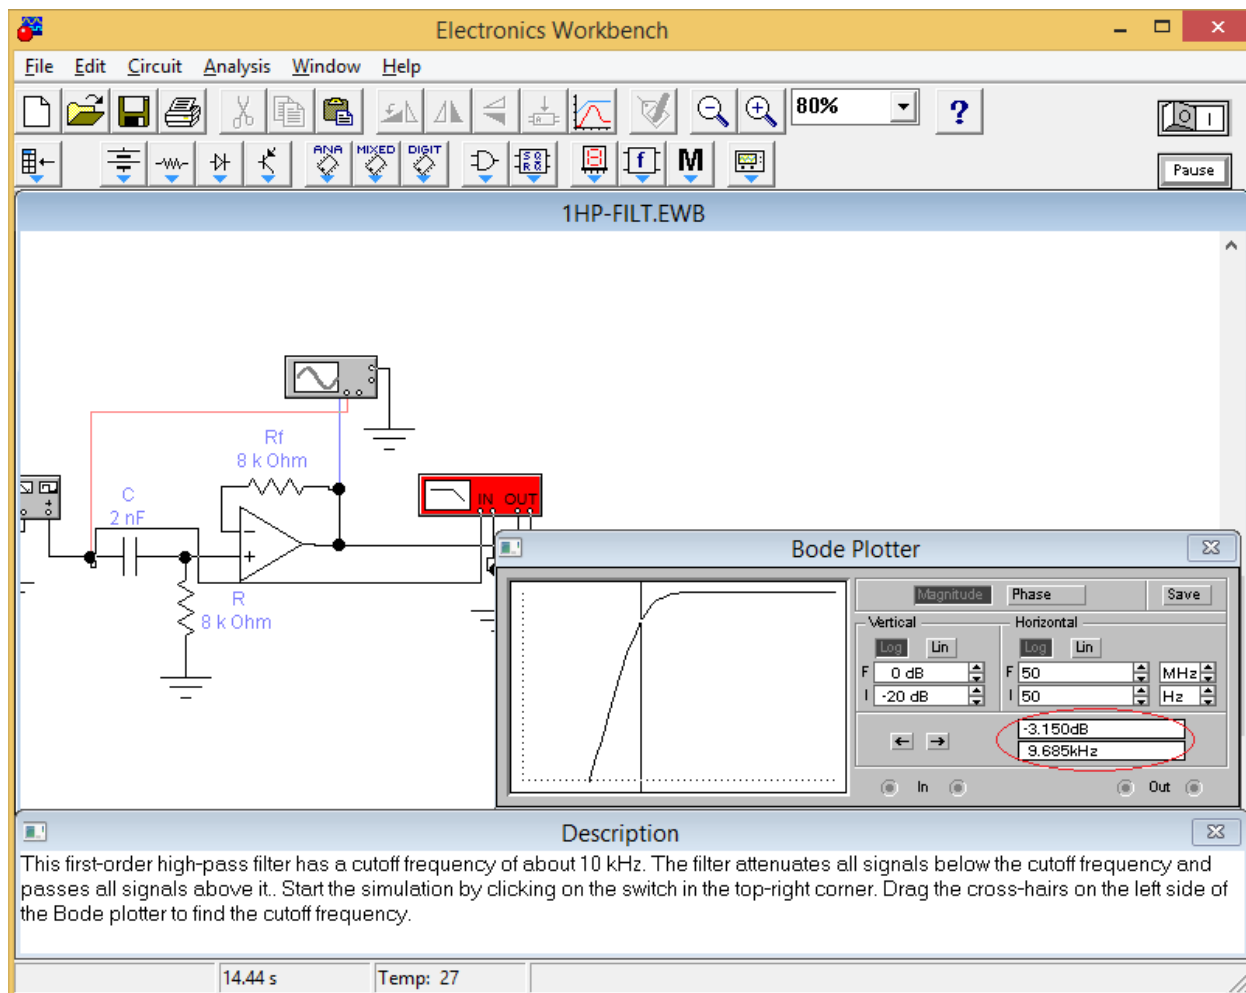 Electronics Workbench
File Edit Circuit Analysis Window Help
80% ?
ANA MIXED DIGIT f M
Pause
1HP-FILT.EWB
Rf
8 k Ohm
C
2 nF
IN OUT
R
8 k Ohm
Bode Plotter
Magnitude Phase Save
Vertical Horizontal
Log Lin Log Lin
F 0 dB F 50 MHz
I -20 dB I 50 Hz
-3.150dB
9.685kHz
In Out
Description
This first-order high-pass filter has a cutoff frequency of about 10 kHz. The filter attenuates all signals below the cutoff frequency and
passes all signals above it.. Start the simulation by clicking on the switch in the top-right corner. Drag the cross-hairs on the left side of
the Bode plotter to find the cutoff frequency.
14.44 s Temp: 27